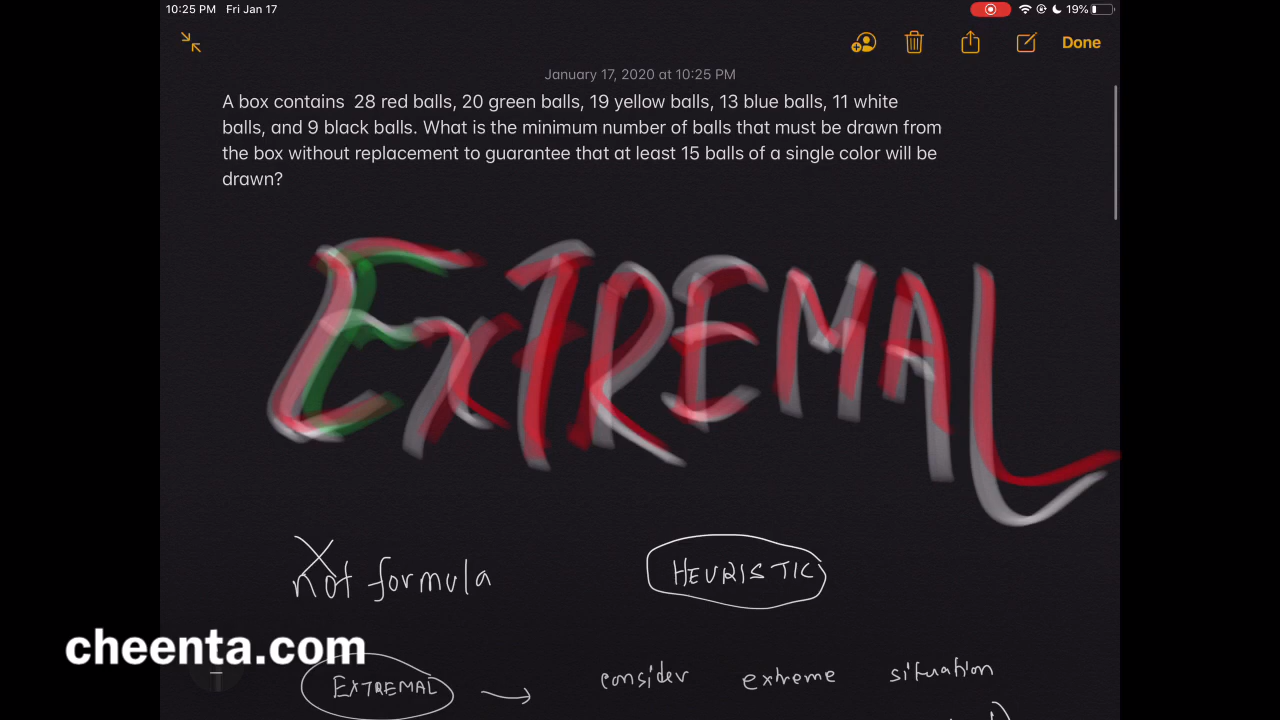 10:25 PM Fri Jan 17
19%
Done
January 17, 2020 at 10:25 PM
A box contains 28 red balls, 20 green balls, 19 yellow balls, 13 blue balls, 11 white
balls, and 9 black balls. What is the minimum number of balls that must be drawn from
the box without replacement to guarantee that at least 15 balls of a single color will be
drawn?
EXTREMAL
not formula
HEURISTIC
cheenta.com
EXTREMAL
consider extreme situation